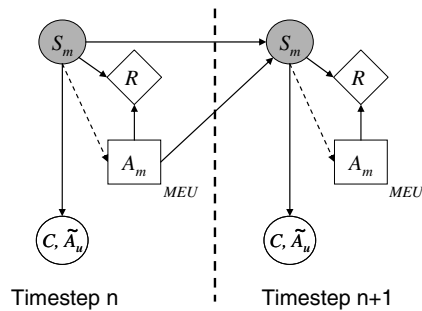 S_m S_m
R R
A_m A_m
MEU MEU
C, Ã_u C, Ã_u
Timestep n Timestep n+1